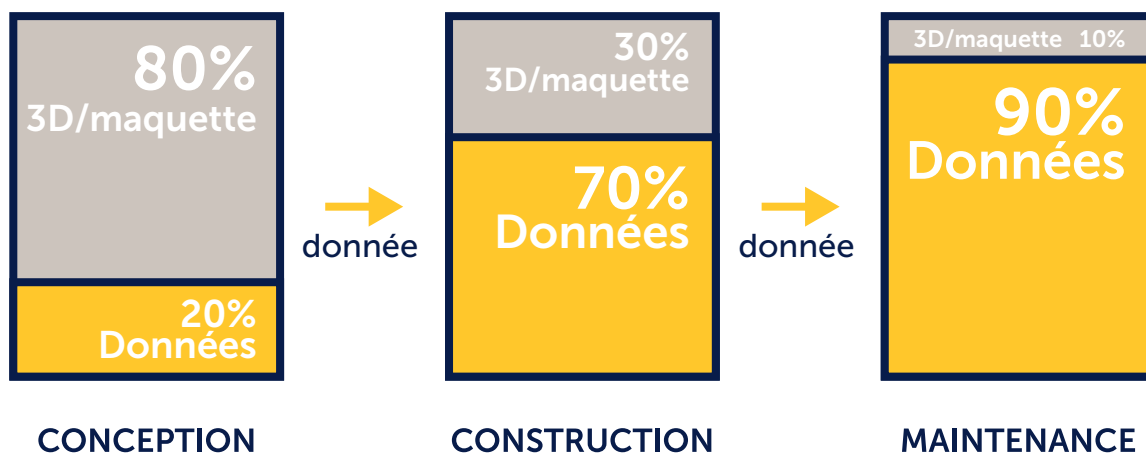 80%
3D/maquette
20%
Données
CONCEPTION
donnée
30%
3D/maquette
70%
Données
CONSTRUCTION
donnée
3D/maquette 10%
90%
Données
MAINTENANCE